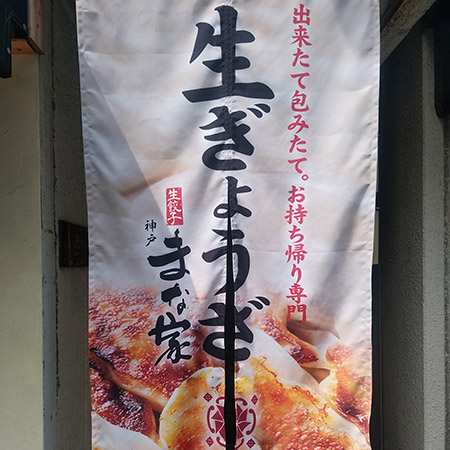 出来たて包みたて。お持ち帰り専門
生ぎょうざ
生餃子
神戸
まな家